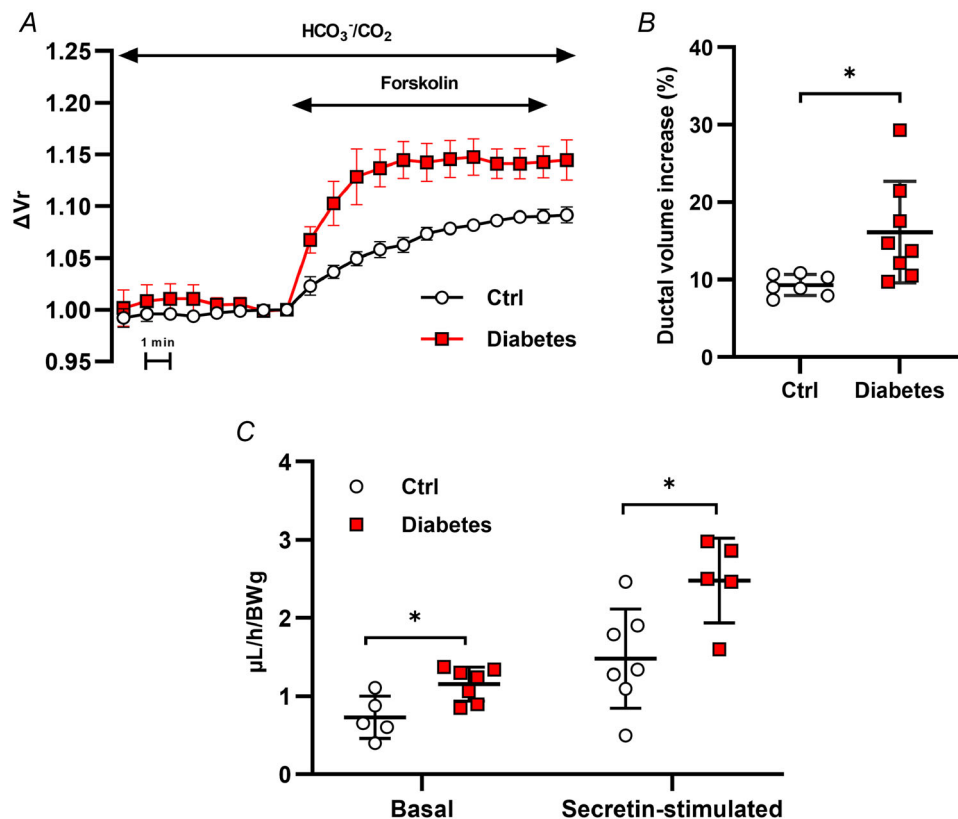 A
HCO₃⁻/CO₂
Forskolin
ΔVr
1.25
1.20
1.15
1.10
1.05
1.00
0.95
1 min
Ctrl
Diabetes
B
*
Ductal volume increase (%)
40
30
20
10
0
Ctrl
Diabetes
C
µL/h/BWg
4
3
2
1
0
Ctrl
Diabetes
*
*
Basal
Secretin-stimulated